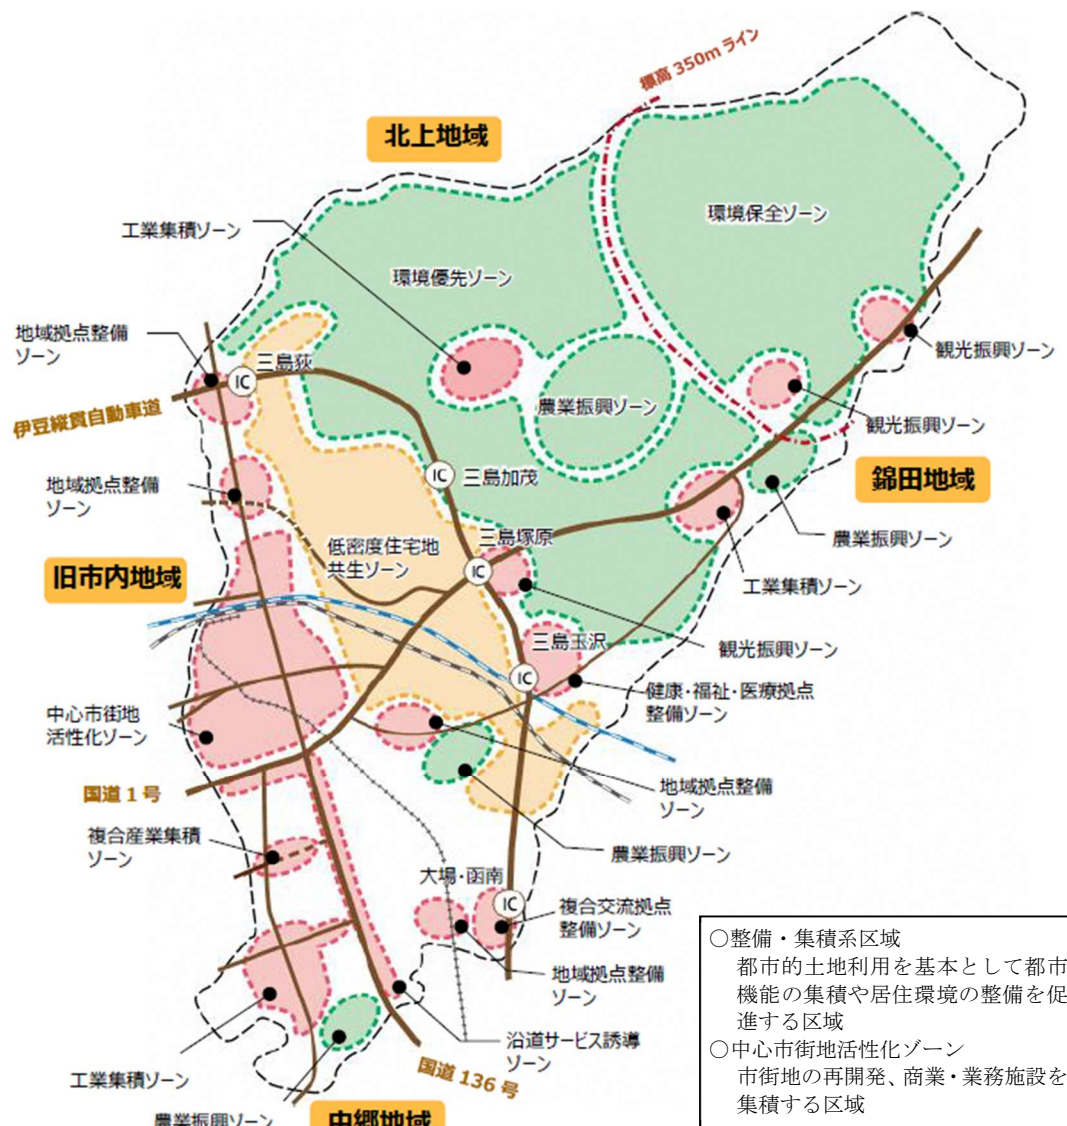 標高 350m ライン
北上地域
環境保全ゾーン
工業集積ゾーン
環境優先ゾーン
地域拠点整備
ゾーン
三島萩
IC
観光振興ゾーン
農業振興ゾーン
伊豆縦貫自動車道
観光振興ゾーン
IC
三島加茂
錦田地域
地域拠点整備
ゾーン
三島塚原
農業振興ゾーン
低密度住宅地
共生ゾーン
旧市内地域
IC
工業集積ゾーン
三島玉沢
観光振興ゾーン
IC
健康・福祉・医療拠点
整備ゾーン
中心市街地
活性化ゾーン
地域拠点整備
ゾーン
国道 1 号
複合産業集積
ゾーン
農業振興ゾーン
大場・函南
IC
複合交流拠点
整備ゾーン
地域拠点整備
ゾーン
沿道サービス誘導
ゾーン
工業集積ゾーン
国道 136 号
農業振興ゾーン
中郷地域
○整備・集積系区域
都市的土地利用を基本として都市
機能の集積や居住環境の整備を促
進する区域
○中心市街地活性化ゾーン
市街地の再開発、商業・業務施設を
集積する区域